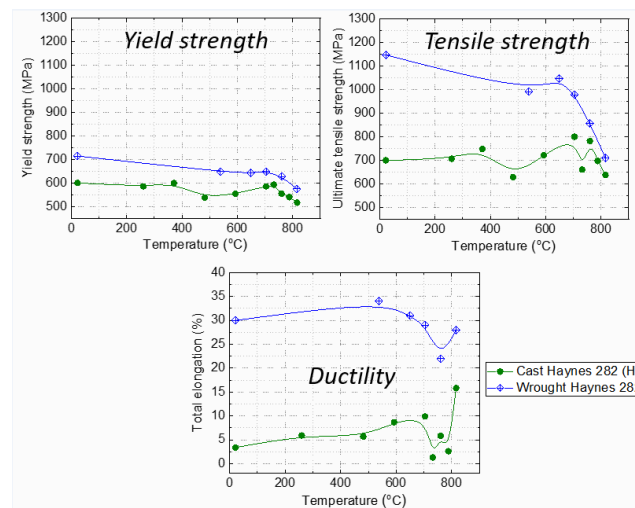 Yield strength
Yield strength (MPa)
1300
1200
1100
1000
900
800
700
600
500
0 200 400 600 800
Temperature (°C)
Tensile strength
Ultimate tensile strength (MPa)
1300
1200
1100
1000
900
800
700
600
500
0 200 400 600 800
Temperature (°C)
Ductility
Total elongation (%)
40
35
30
25
20
15
10
5
0
0 200 400 600 800
Temperature (°C)
Cast Haynes 282 (H
Wrought Haynes 28